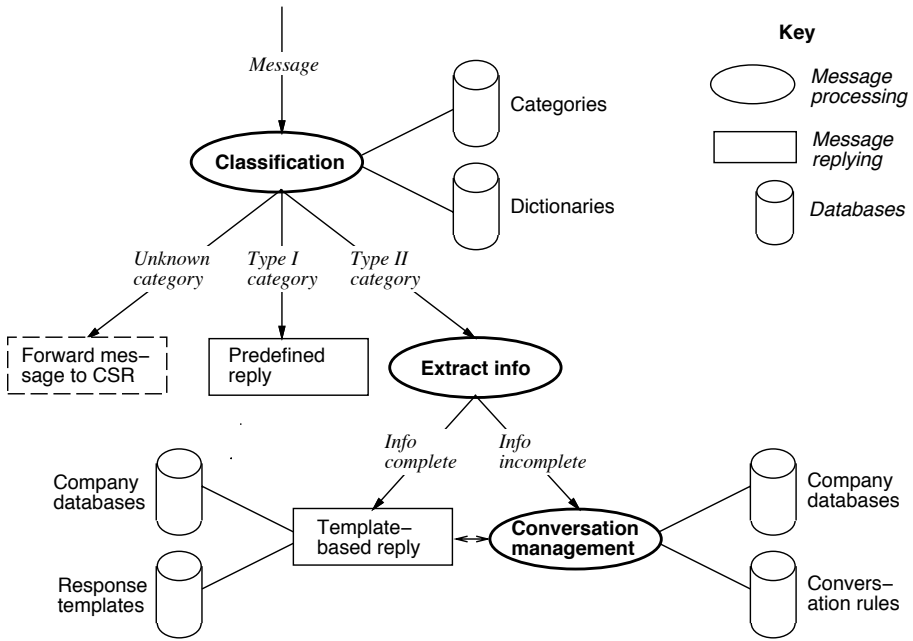 Message
Classification
Categories
Dictionaries
Key
Message
processing
Message
replying
Databases
Unknown
category
Type I
category
Type II
category
Forward mes–
sage to CSR
Predefined
reply
Extract info
Info
complete
Info
incomplete
Company
databases
Response
templates
Template–
based reply
Conversation
management
Company
databases
Convers–
ation rules